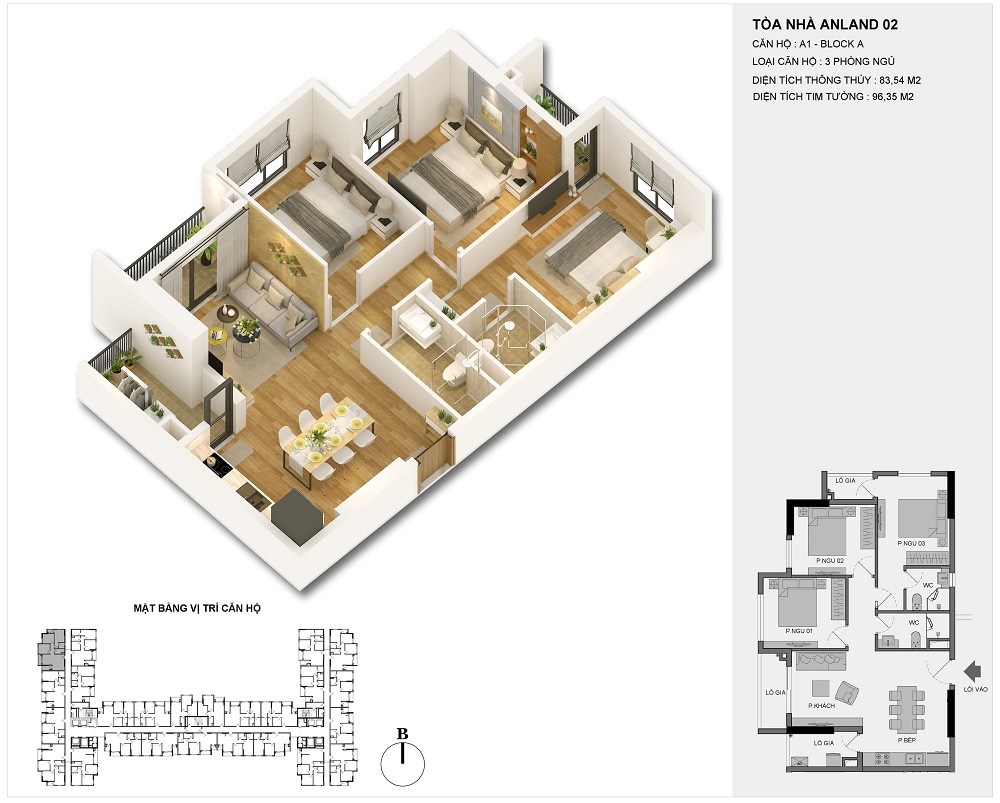 TÒA NHÀ ANLAND 02
CĂN HỘ : A1 - BLOCK A
LOẠI CĂN HỘ : 3 PHÒNG NGỦ
DIỆN TÍCH THÔNG THỦY : 83,54 M2
DIỆN TÍCH TIM TƯỜNG : 96,35 M2
LÔ GIA
P.NGU 03
P.NGU 02
WC
WC
P.NGU 01
LÔ GIA
P.KHÁCH
LỐI VÀO
P.BẾP
LÔ GIA
MẶT BẰNG VỊ TRÍ CĂN HỘ
B